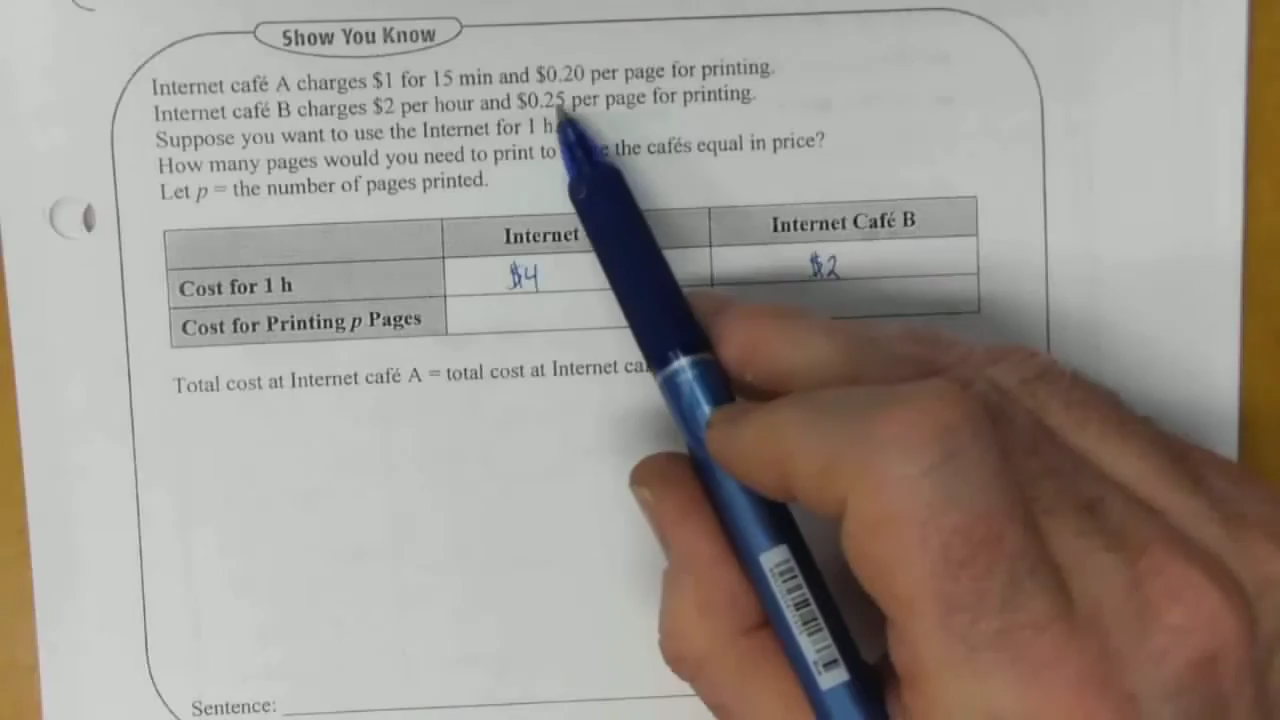 Show You Know
Internet café A charges $1 for 15 min and $0.20 per page for printing.
Internet café B charges $2 per hour and $0.25 per page for printing.
Suppose you want to use the Internet for 1 h
How many pages would you need to print to the cafés equal in price?
Let p = the number of pages printed.
Internet Internet Café B
Cost for 1 h $4 $2
Cost for Printing p Pages
Total cost at Internet café A = total cost at Internet
Sentence: